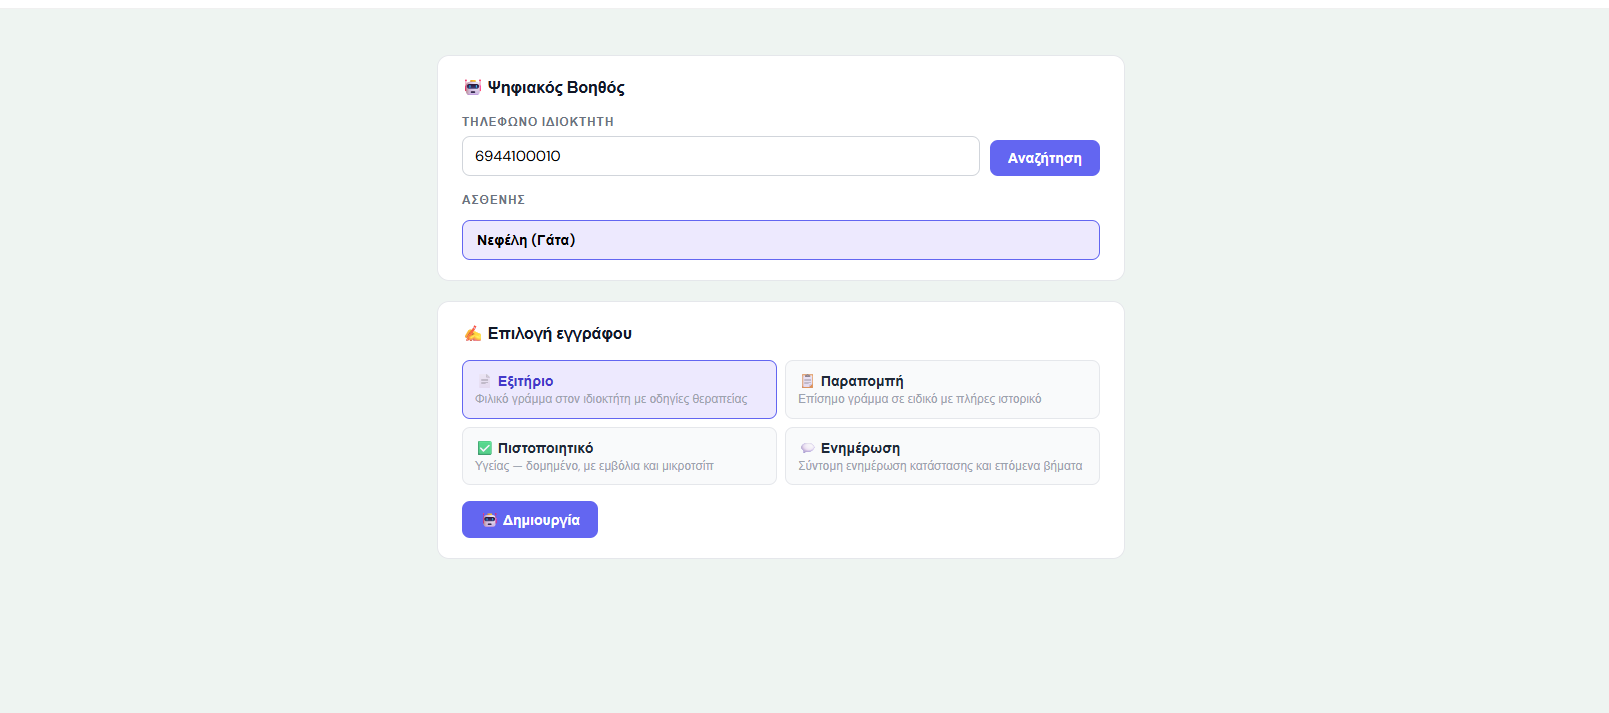 Ψηφιακός Βοηθός
ΤΗΛΕΦΩΝΟ ΙΔΙΟΚΤΗΤΗ
6944100010
Αναζήτηση
ΑΣΘΕΝΗΣ
Νεφέλη (Γάτα)
Επιλογή εγγράφου
Εξιτήριο
Φιλικό γράμμα στον ιδιοκτήτη με οδηγίες θεραπείας
Παραπομπή
Επίσημο γράμμα σε ειδικό με πλήρες ιστορικό
Πιστοποιητικό
Υγείας — δομημένο, με εμβόλια και μικροτσίπ
Ενημέρωση
Σύντομη ενημέρωση κατάστασης και επόμενα βήματα
Δημιουργία